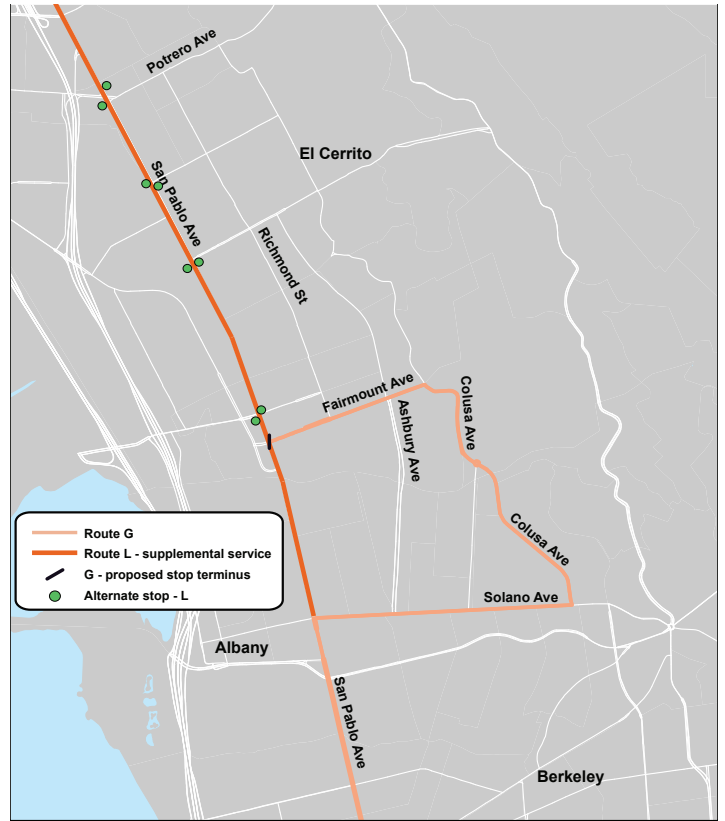 Potrero Ave
El Cerrito
San Pablo Ave
Richmond St
Fairmount Ave
Colusa Ave
Ashbury Ave
Colusa Ave
Route G
Route L - supplemental service
G - proposed stop terminus
Alternate stop - L
Solano Ave
Albany
San Pablo Ave
Berkeley